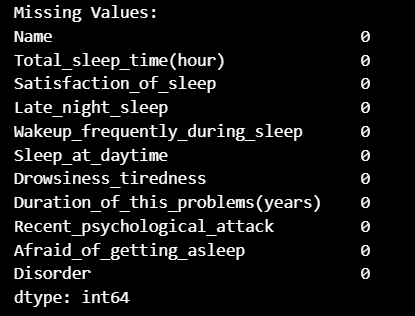 Missing Values:
Name 0
Total_sleep_time(hour) 0
Satisfaction_of_sleep 0
Late_night_sleep 0
Wakeup_frequently_during_sleep 0
Sleep_at_daytime 0
Drowsiness_tiredness 0
Duration_of_this_problems(years) 0
Recent_psychological_attack 0
Afraid_of_getting_asleep 0
Disorder 0
dtype: int64